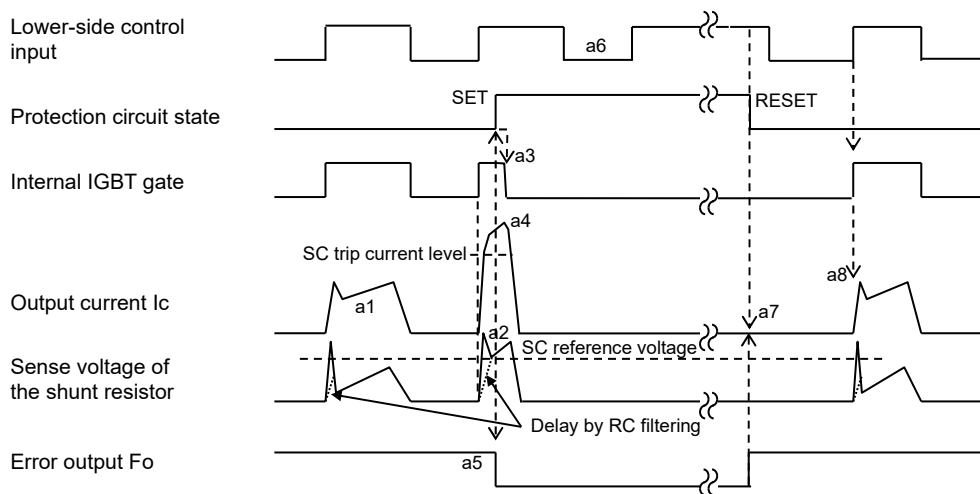 Lower-side control
input
a6
SET
RESET
Protection circuit state
a3
Internal IGBT gate
a4
SC trip current level
a8
Output current Ic
a1
a7
a2
SC reference voltage
Sense voltage of
the shunt resistor
Delay by RC filtering
Error output Fo
a5